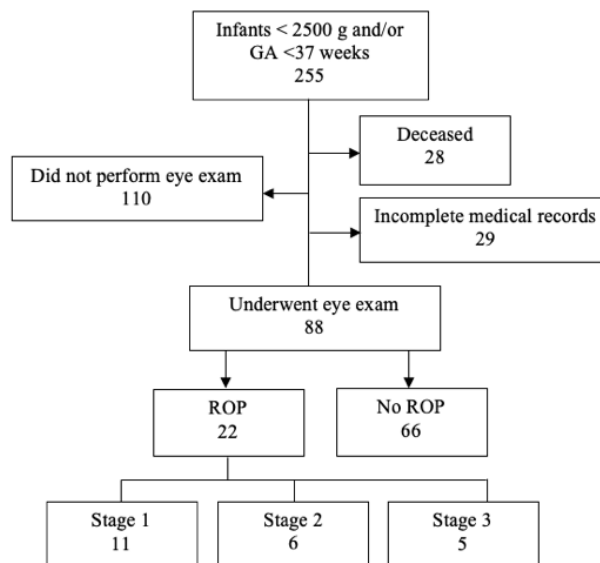 Infants < 2500 g and/or
GA <37 weeks
255
Deceased
28
Did not perform eye exam
110
Incomplete medical records
29
Underwent eye exam
88
ROP
22
No ROP
66
Stage 1
11
Stage 2
6
Stage 3
5